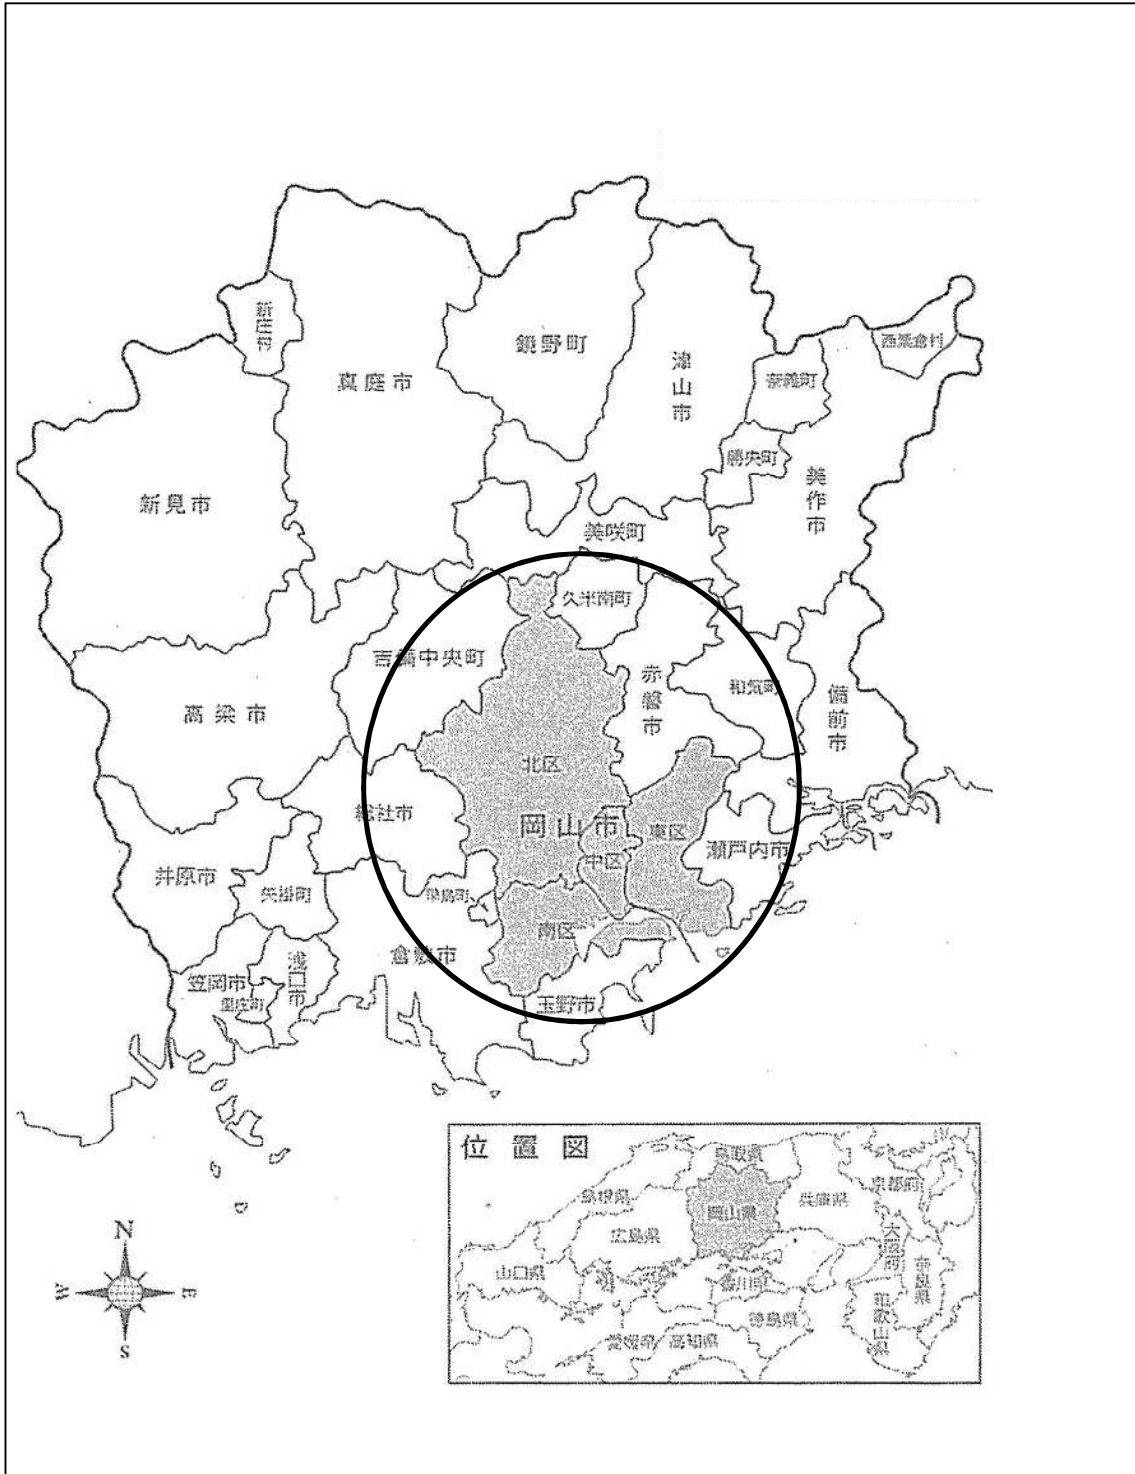 新庄村
鏡野町
西粟倉村
津山市
奈義町
真庭市
勝央町
新見市
美作市
美咲町
久米南町
吉備中央町
赤磐市
和気町
高梁市
備前市
北区
総社市
岡山市
東区
瀬戸内市
中区
井原市
矢掛町
早島町
南区
倉敷市
浅口市
笠岡市
里庄町
玉野市
位置図
鳥取県
島根県
岡山県
兵庫県
京都府
広島県
大阪府
奈良県
山口県
香川県
徳島県
和歌山県
愛媛県
高知県
N
W
E
S